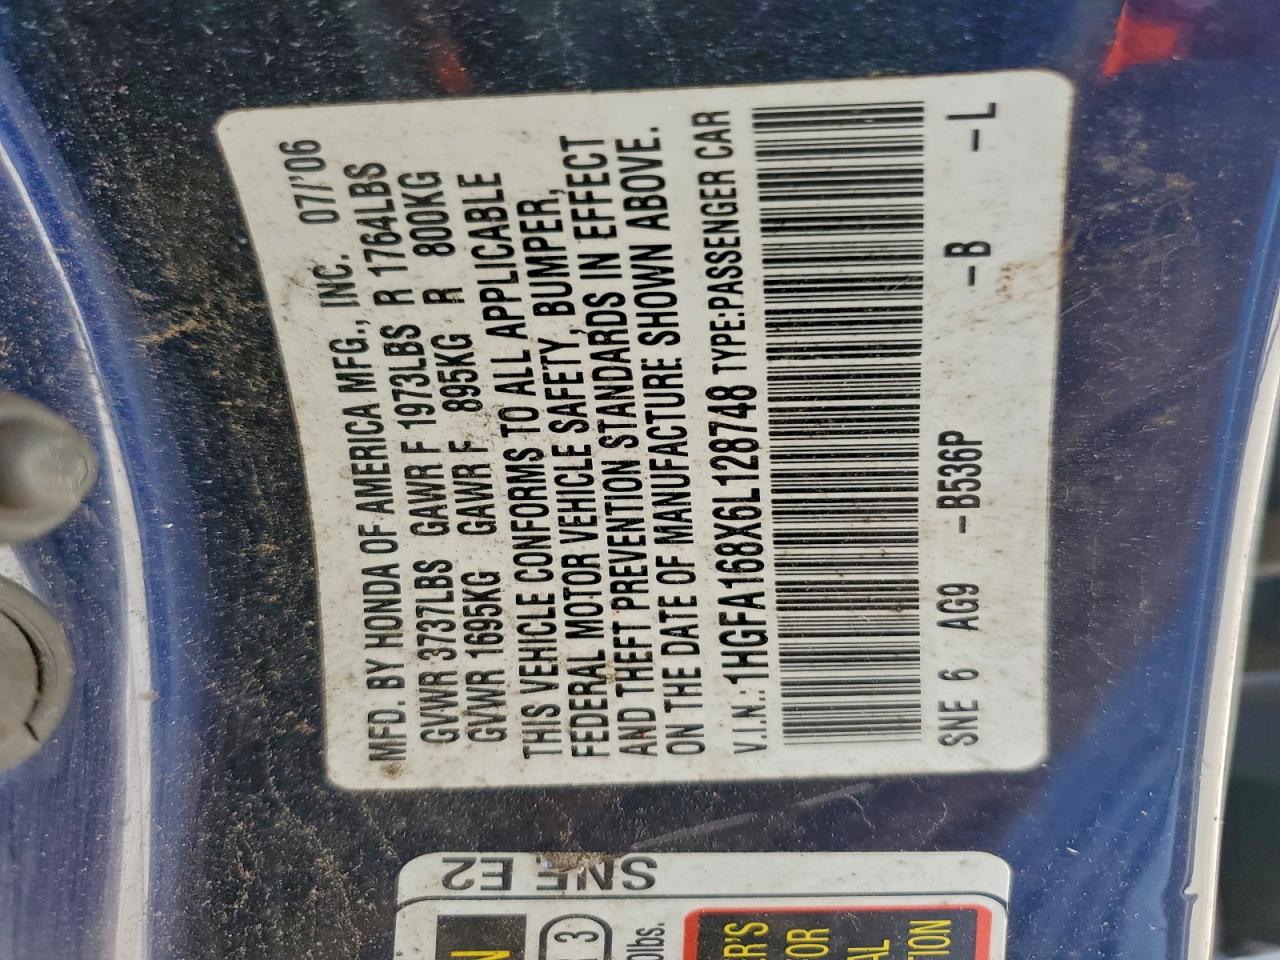 MFD. BY HONDA OF AMERICA MFG., INC. 07/'06
GVWR 3737LBS GAWR F 1973LBS R 1764LBS
GVWR 1695KG GAWR F 895KG R 800KG
THIS VEHICLE CONFORMS TO ALL APPLICABLE
FEDERAL MOTOR VEHICLE SAFETY, BUMPER,
AND THEFT PREVENTION STANDARDS IN EFFECT
ON THE DATE OF MANUFACTURE SHOWN ABOVE.
V.I.N.: 1HGFA168X6L128748 TYPE:PASSENGER CAR
SNE 6 AG9 -B536P -B -L
SNE E2